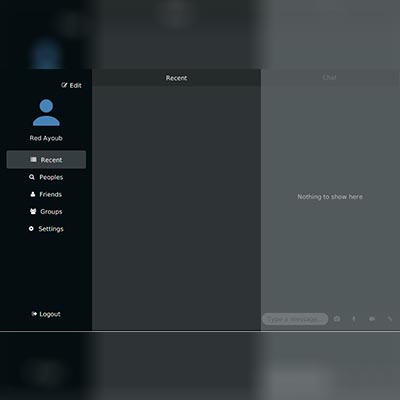 Edit
Red Ayoub
Recent
Peoples
Friends
Groups
Settings
Logout
Recent
Chat
Nothing to show here
Type a message...